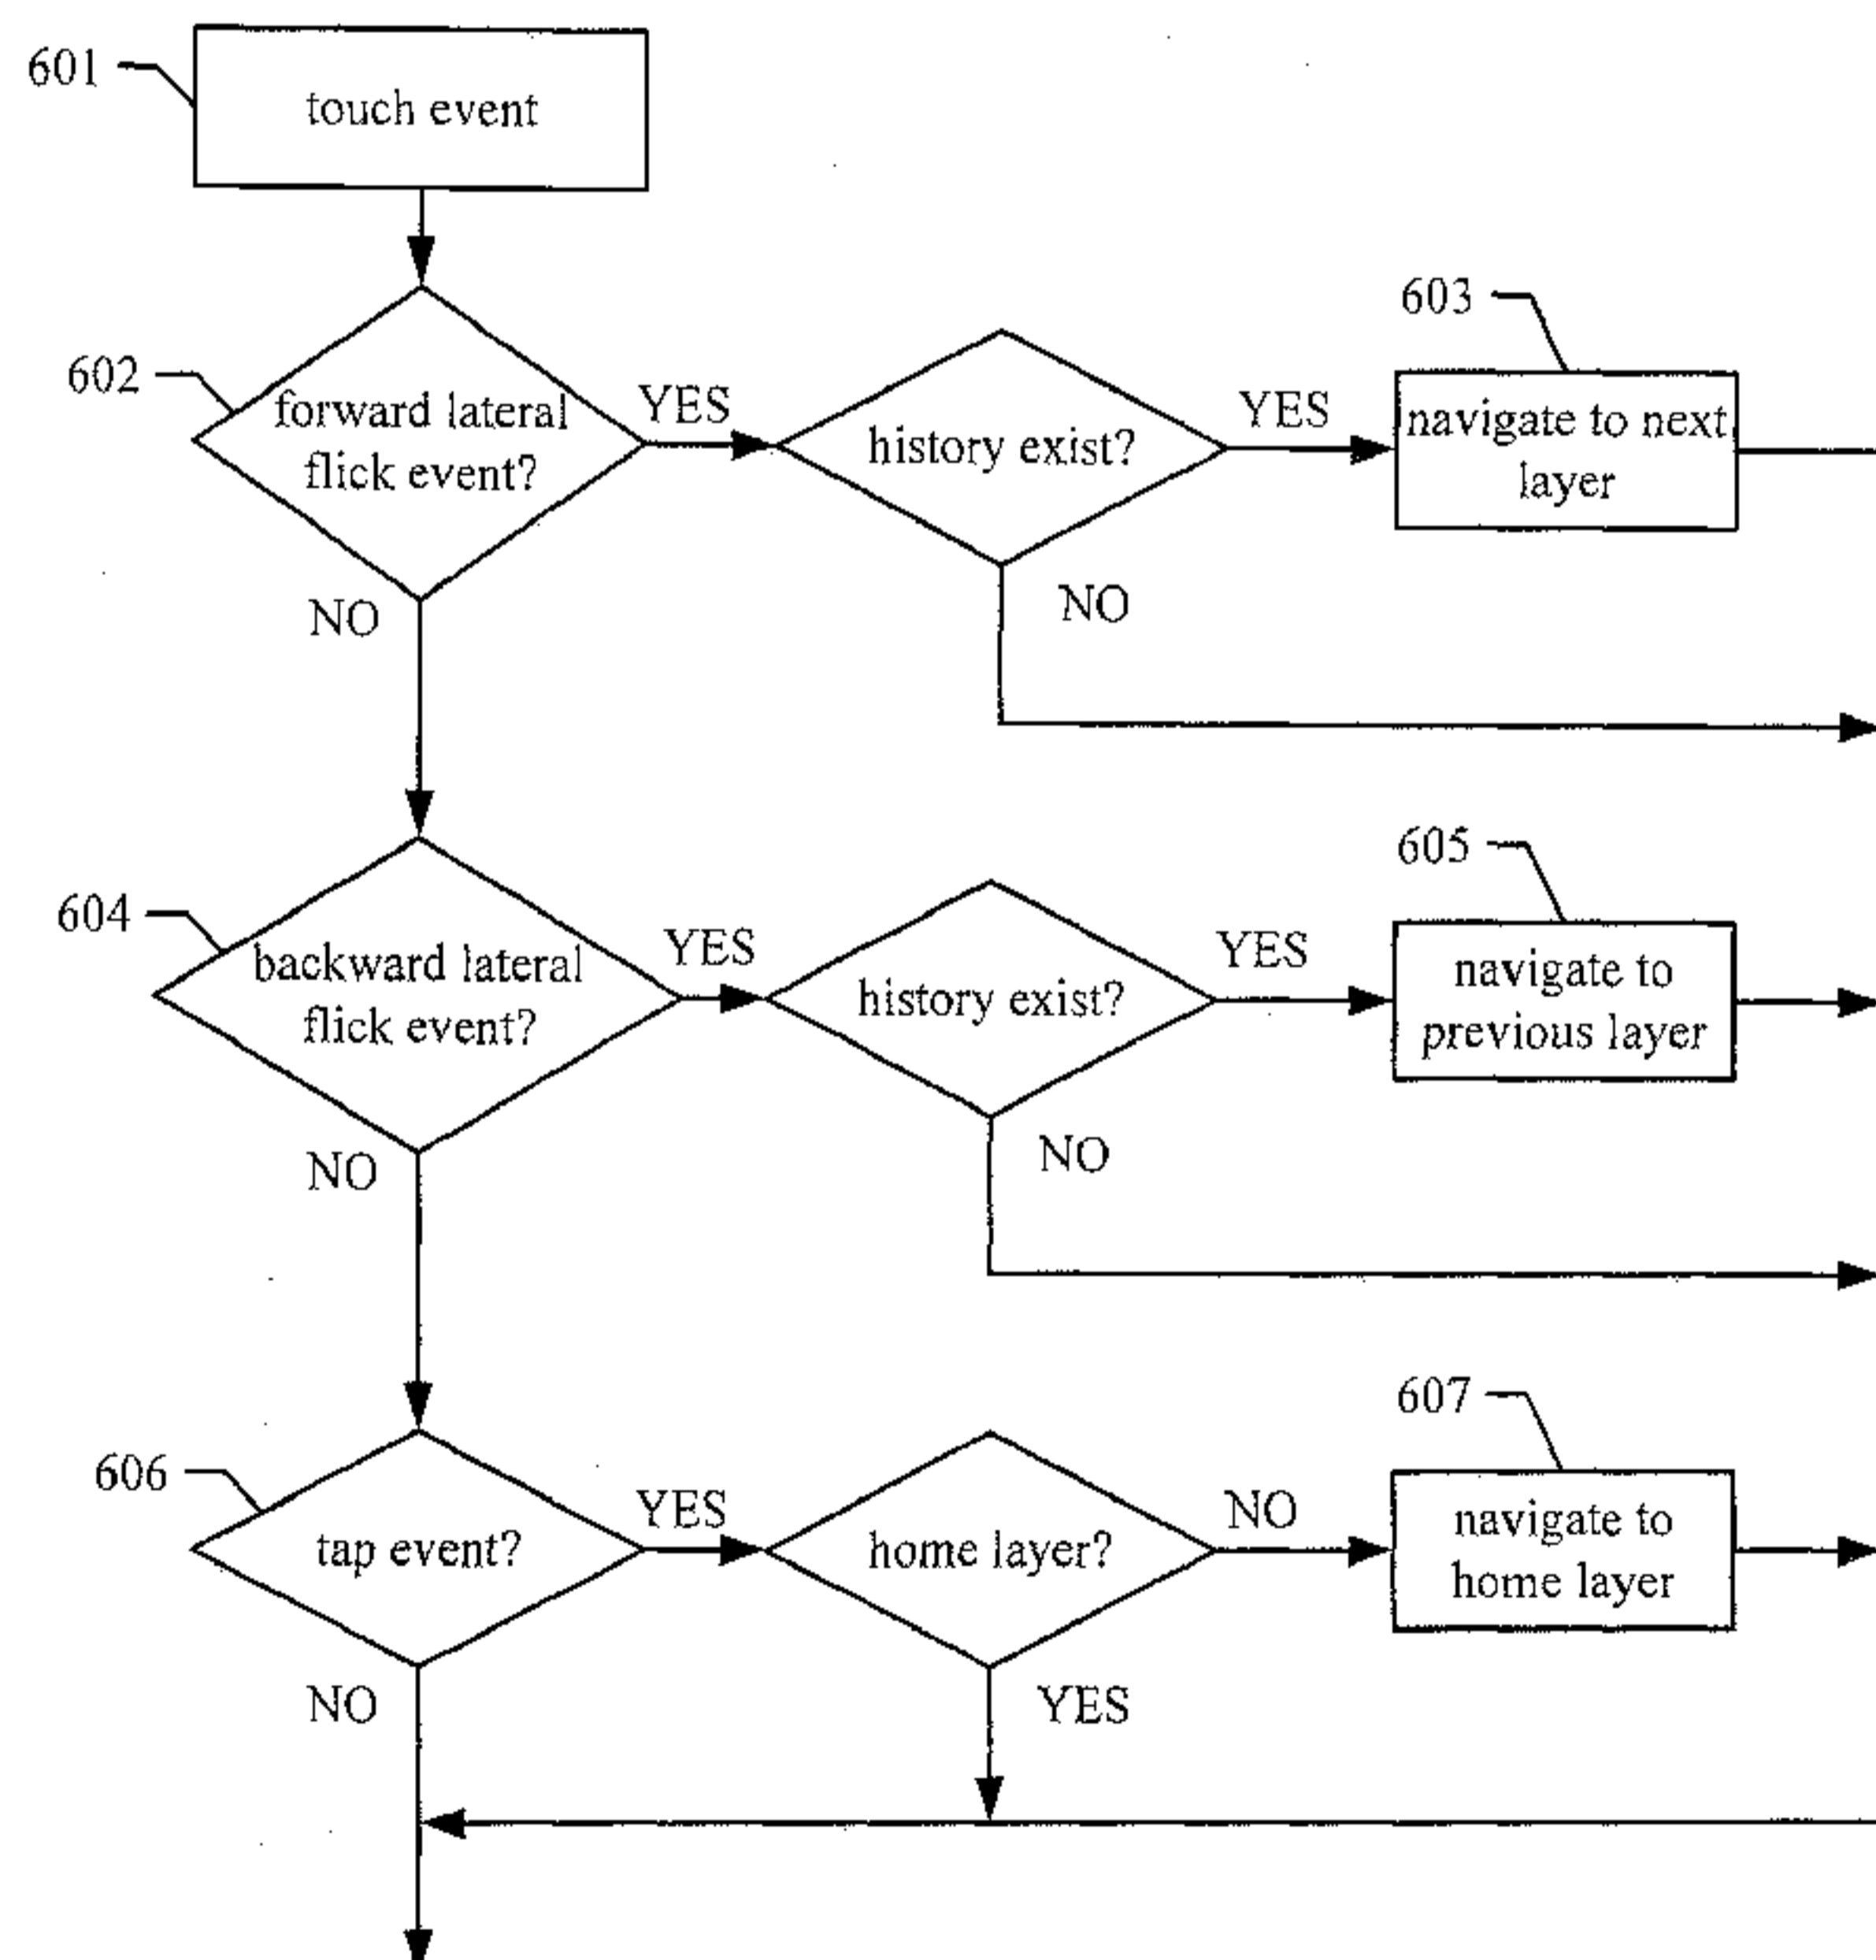 601
touch event
602
forward lateral
flick event?
YES
history exist?
YES
603
navigate to next
layer
NO
NO
604
backward lateral
flick event?
YES
history exist?
YES
605
navigate to
previous layer
NO
NO
606
tap event?
YES
home layer?
NO
607
navigate to
home layer
NO
YES